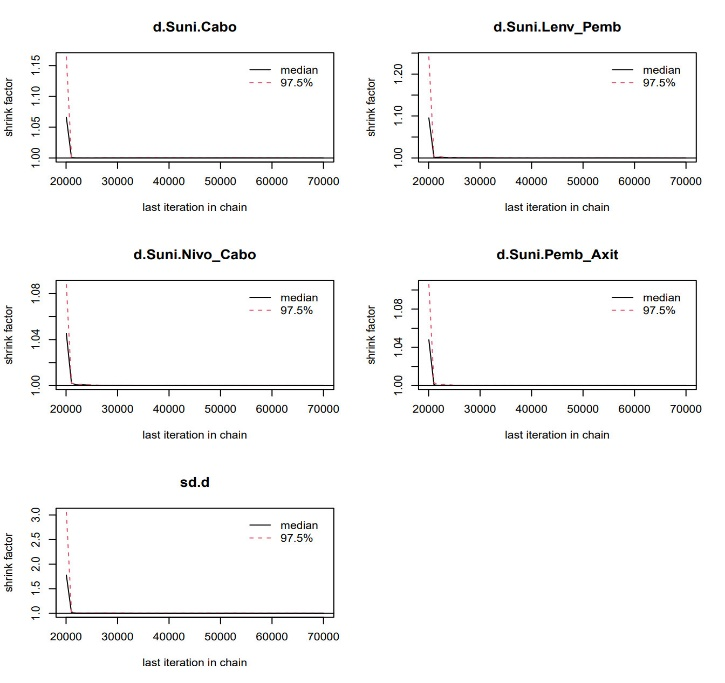 d.Suni.Cabo
shrink factor
1.00 1.05 1.10 1.15
median
97.5%
20000 30000 40000 50000 60000 70000
last iteration in chain
d.Suni.Lenv_Pemb
shrink factor
1.00 1.10 1.20
median
97.5%
20000 30000 40000 50000 60000 70000
last iteration in chain
d.Suni.Nivo_Cabo
shrink factor
1.00 1.04 1.08
median
97.5%
20000 30000 40000 50000 60000 70000
last iteration in chain
d.Suni.Pemb_Axit
shrink factor
1.00 1.04 1.08
median
97.5%
20000 30000 40000 50000 60000 70000
last iteration in chain
sd.d
shrink factor
1.0 1.5 2.0 2.5 3.0
median
97.5%
20000 30000 40000 50000 60000 70000
last iteration in chain